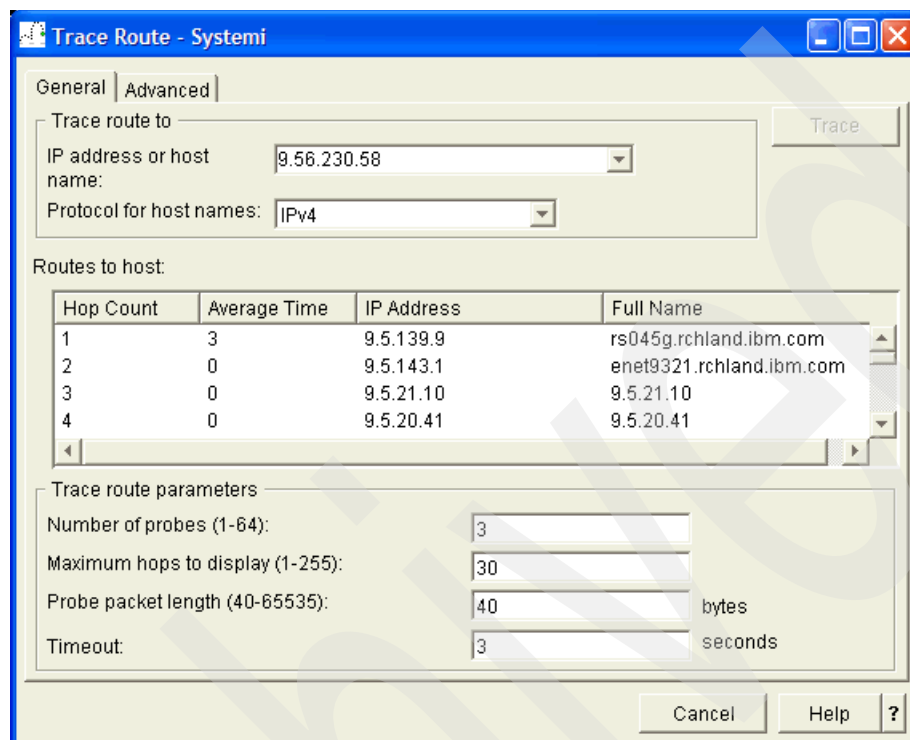 Trace Route - Systemi
General Advanced
Trace route to
Trace
IP address or host name: 9.56.230.58
Protocol for host names: IPv4
Routes to host:
Hop Count Average Time IP Address Full Name
1 3 9.5.139.9 rs045g.rchland.ibm.com
2 0 9.5.143.1 enet9321.rchland.ibm.com
3 0 9.5.21.10 9.5.21.10
4 0 9.5.20.41 9.5.20.41
Trace route parameters
Number of probes (1-64): 3
Maximum hops to display (1-255): 30
Probe packet length (40-65535): 40 bytes
Timeout: 3 seconds
Cancel Help ?